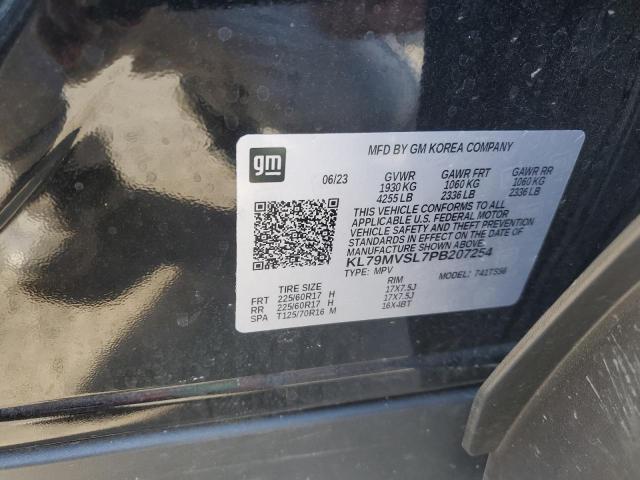 gm
MFD BY GM KOREA COMPANY
06/23 GVWR GAWR FRT GAWR RR
1930 KG 1060 KG 1060 KG
4255 LB 2336 LB 2336 LB
THIS VEHICLE CONFORMS TO ALL
APPLICABLE U.S. FEDERAL MOTOR
VEHICLE SAFETY AND THEFT PREVENTION
STANDARDS IN EFFECT ON THE DATE OF
MANUFACTURE SHOWN ABOVE.
KL79MVSL7PB207254
TYPE: MPV MODEL: 741TS56
TIRE SIZE RIM
FRT 225/60R17 H 17X7.5J
RR 225/60R17 H 17X7.5J
SPA T125/70R16 M 16X4BT